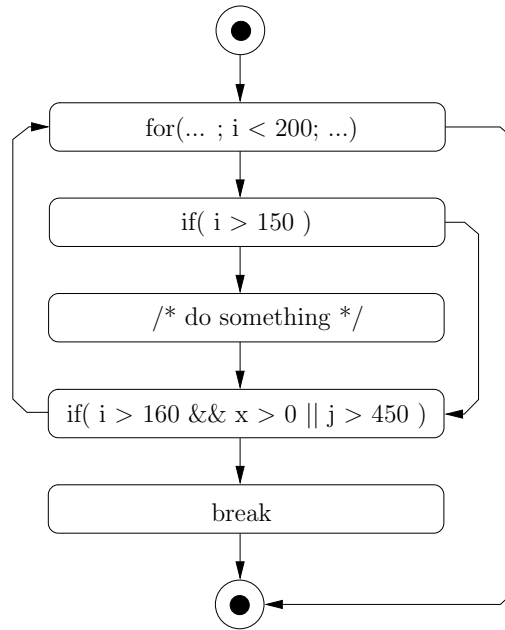 for(... ; i < 200; ...)
if( i > 150 )
/* do something */
if( i > 160 && x > 0 || j > 450 )
break